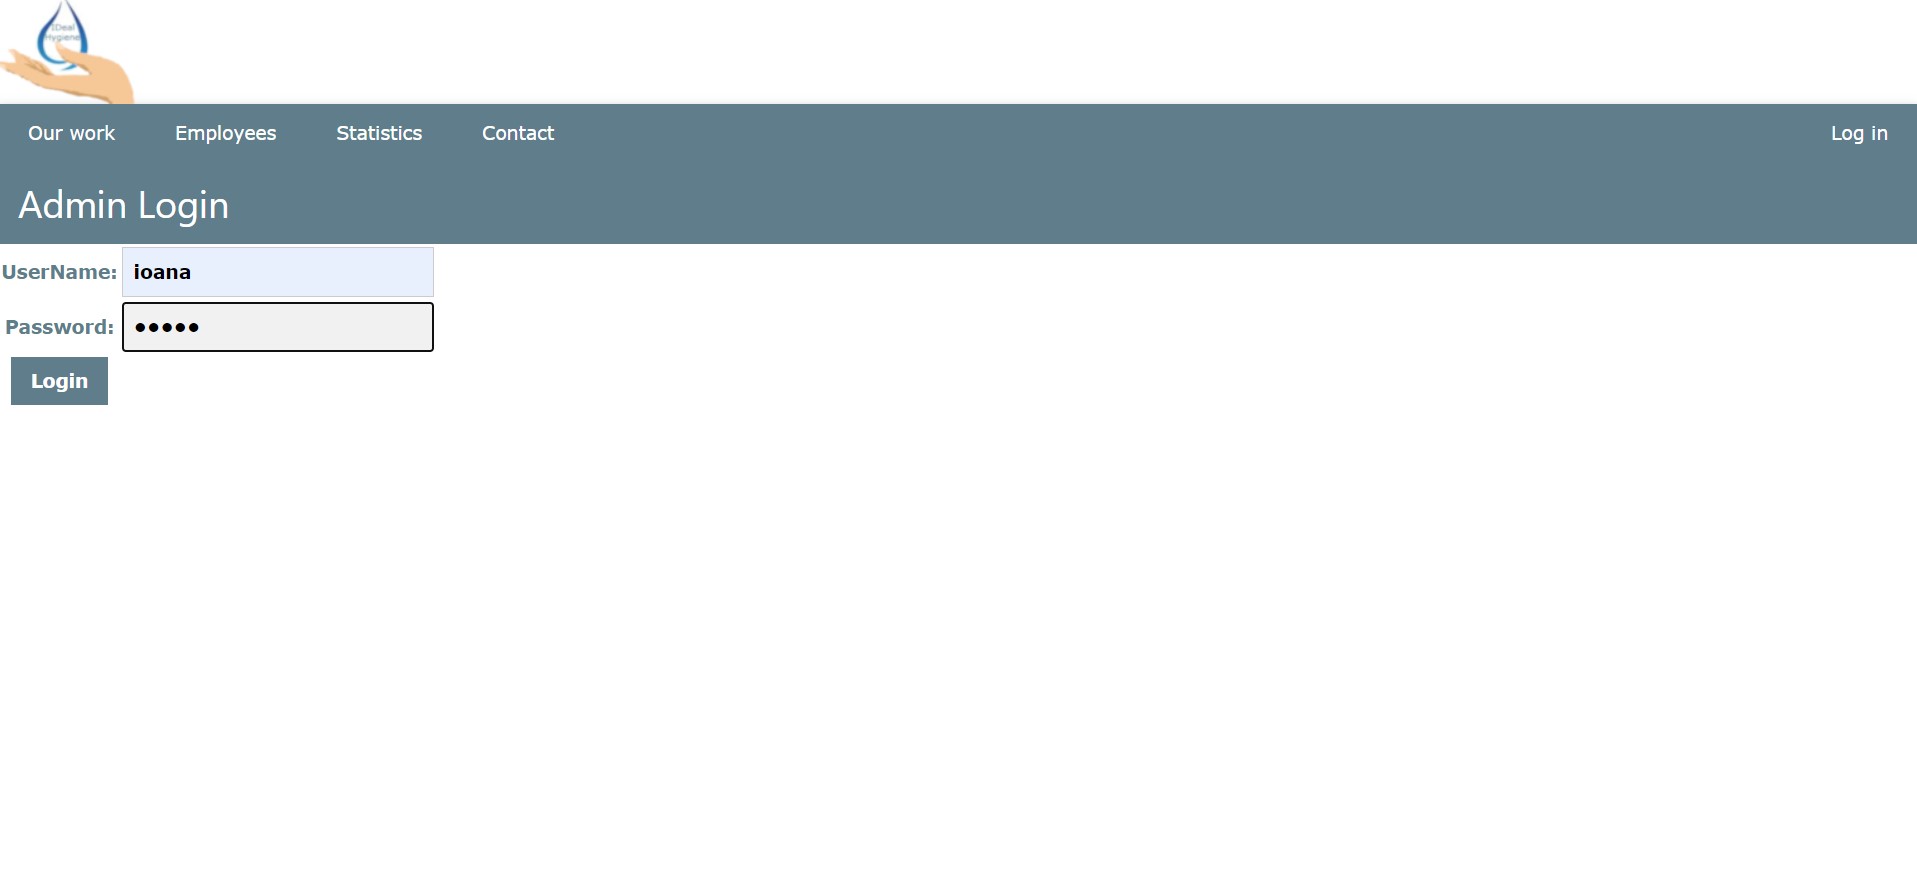 iDeal
Hygiene
Our work Employees Statistics Contact Log in
Admin Login
UserName: ioana
Password: •••••
Login